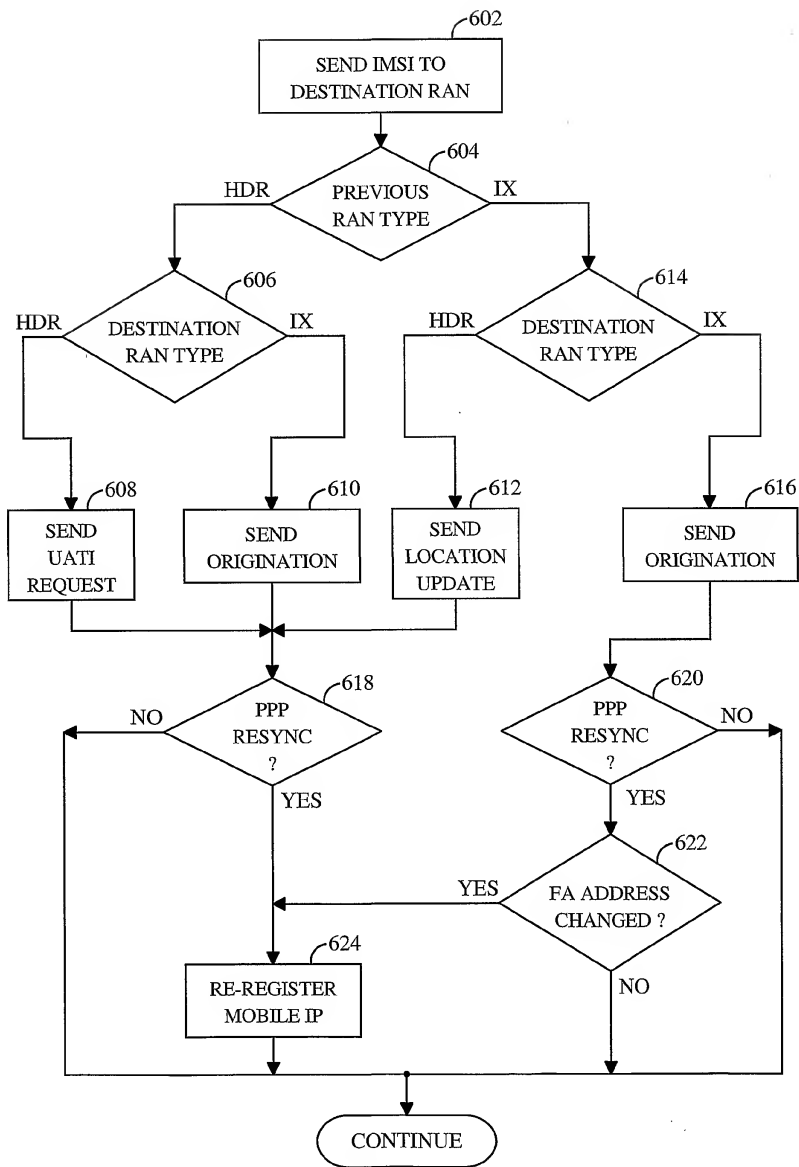 602
SEND IMSI TO
DESTINATION RAN
604
HDR
PREVIOUS
RAN TYPE
IX
606
HDR
DESTINATION
RAN TYPE
IX
614
HDR
DESTINATION
RAN TYPE
IX
608
SEND
UATI
REQUEST
610
SEND
ORIGINATION
612
SEND
LOCATION
UPDATE
616
SEND
ORIGINATION
618
NO
PPP
RESYNC
?
YES
620
PPP
RESYNC
?
NO
YES
622
YES
FA ADDRESS
CHANGED ?
NO
624
RE-REGISTER
MOBILE IP
CONTINUE